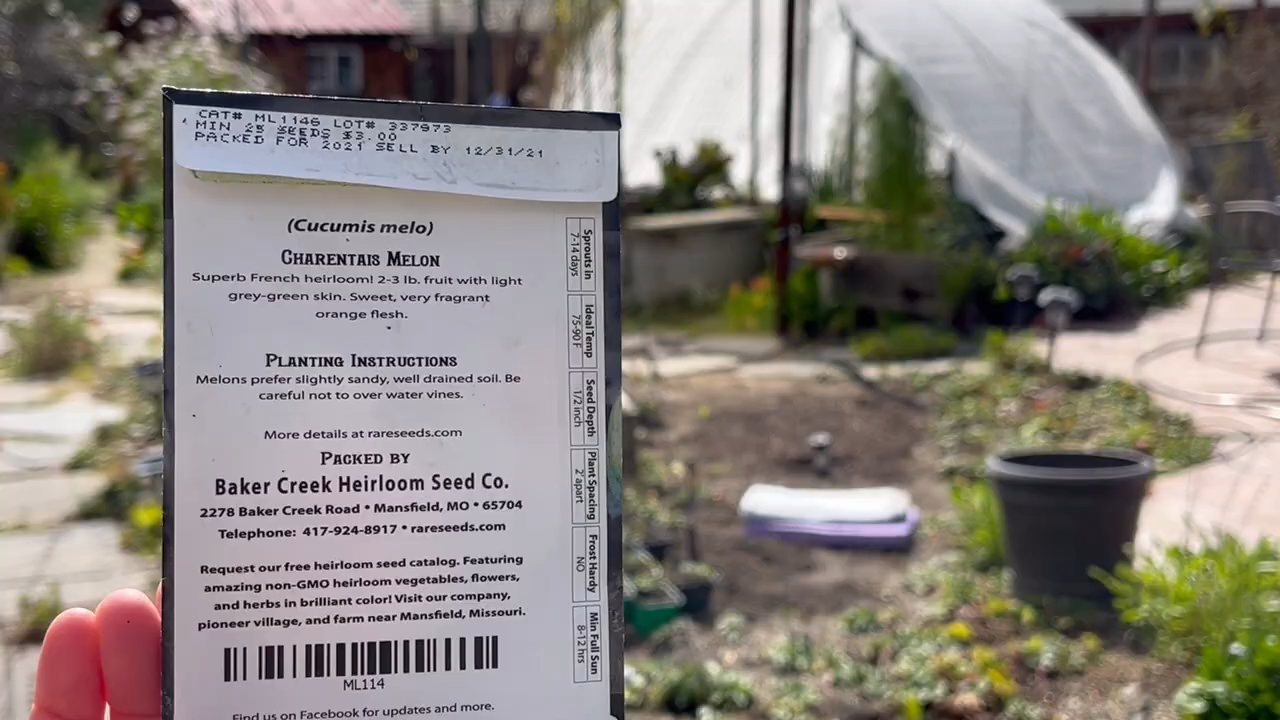 CAT# ML1146 LOT# 337973
MIN 25 SEEDS $3.00
PACKED FOR 2021 SELL BY 12/31/21
(Cucumis melo)
CHARENTAIS MELON
Superb French heirloom! 2-3 lb. fruit with light
grey-green skin. Sweet, very fragrant
orange flesh.
PLANTING INSTRUCTIONS
Melons prefer slightly sandy, well drained soil. Be
careful not to over water vines.
More details at rareseeds.com
PACKED BY
Baker Creek Heirloom Seed Co.
2278 Baker Creek Road • Mansfield, MO • 65704
Telephone: 417-924-8917 • rareseeds.com
Request our free heirloom seed catalog. Featuring
amazing non-GMO heirloom vegetables, flowers,
and herbs in brilliant color! Visit our company,
pioneer village, and farm near Mansfield, Missouri.
ML114
Find us on Facebook for updates and more.
Sprouts in
7-14 days
Ideal Temp
75-90 F
Seed Depth
1/2 inch
Plant Spacing
2' apart
Frost Hardy
NO
Min Full Sun
8-12 hrs